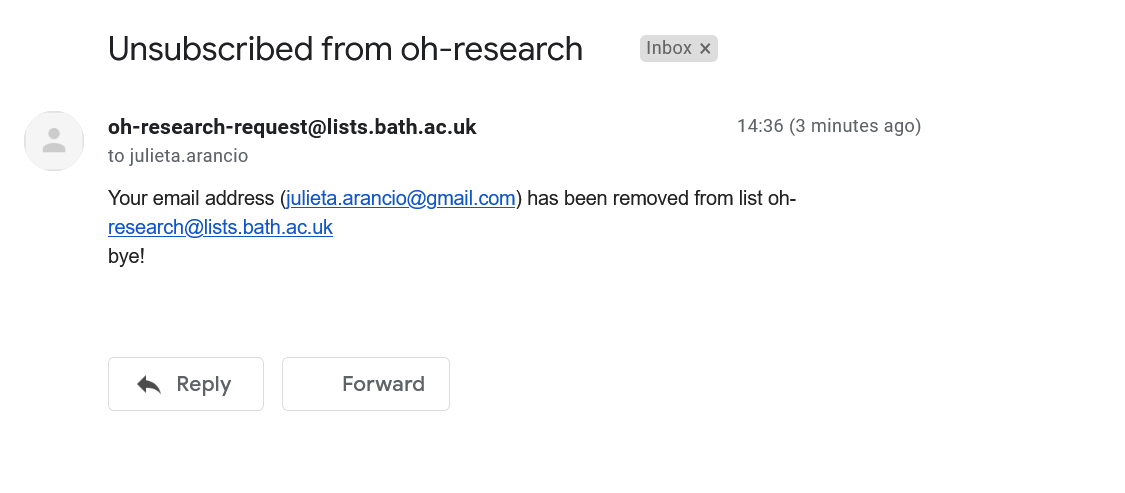 Unsubscribed from oh-research Inbox ×
oh-research-request@lists.bath.ac.uk 14:36 (3 minutes ago)
to julieta.arancio
Your email address (julieta.arancio@gmail.com) has been removed from list oh-
research@lists.bath.ac.uk
bye!
Reply Forward